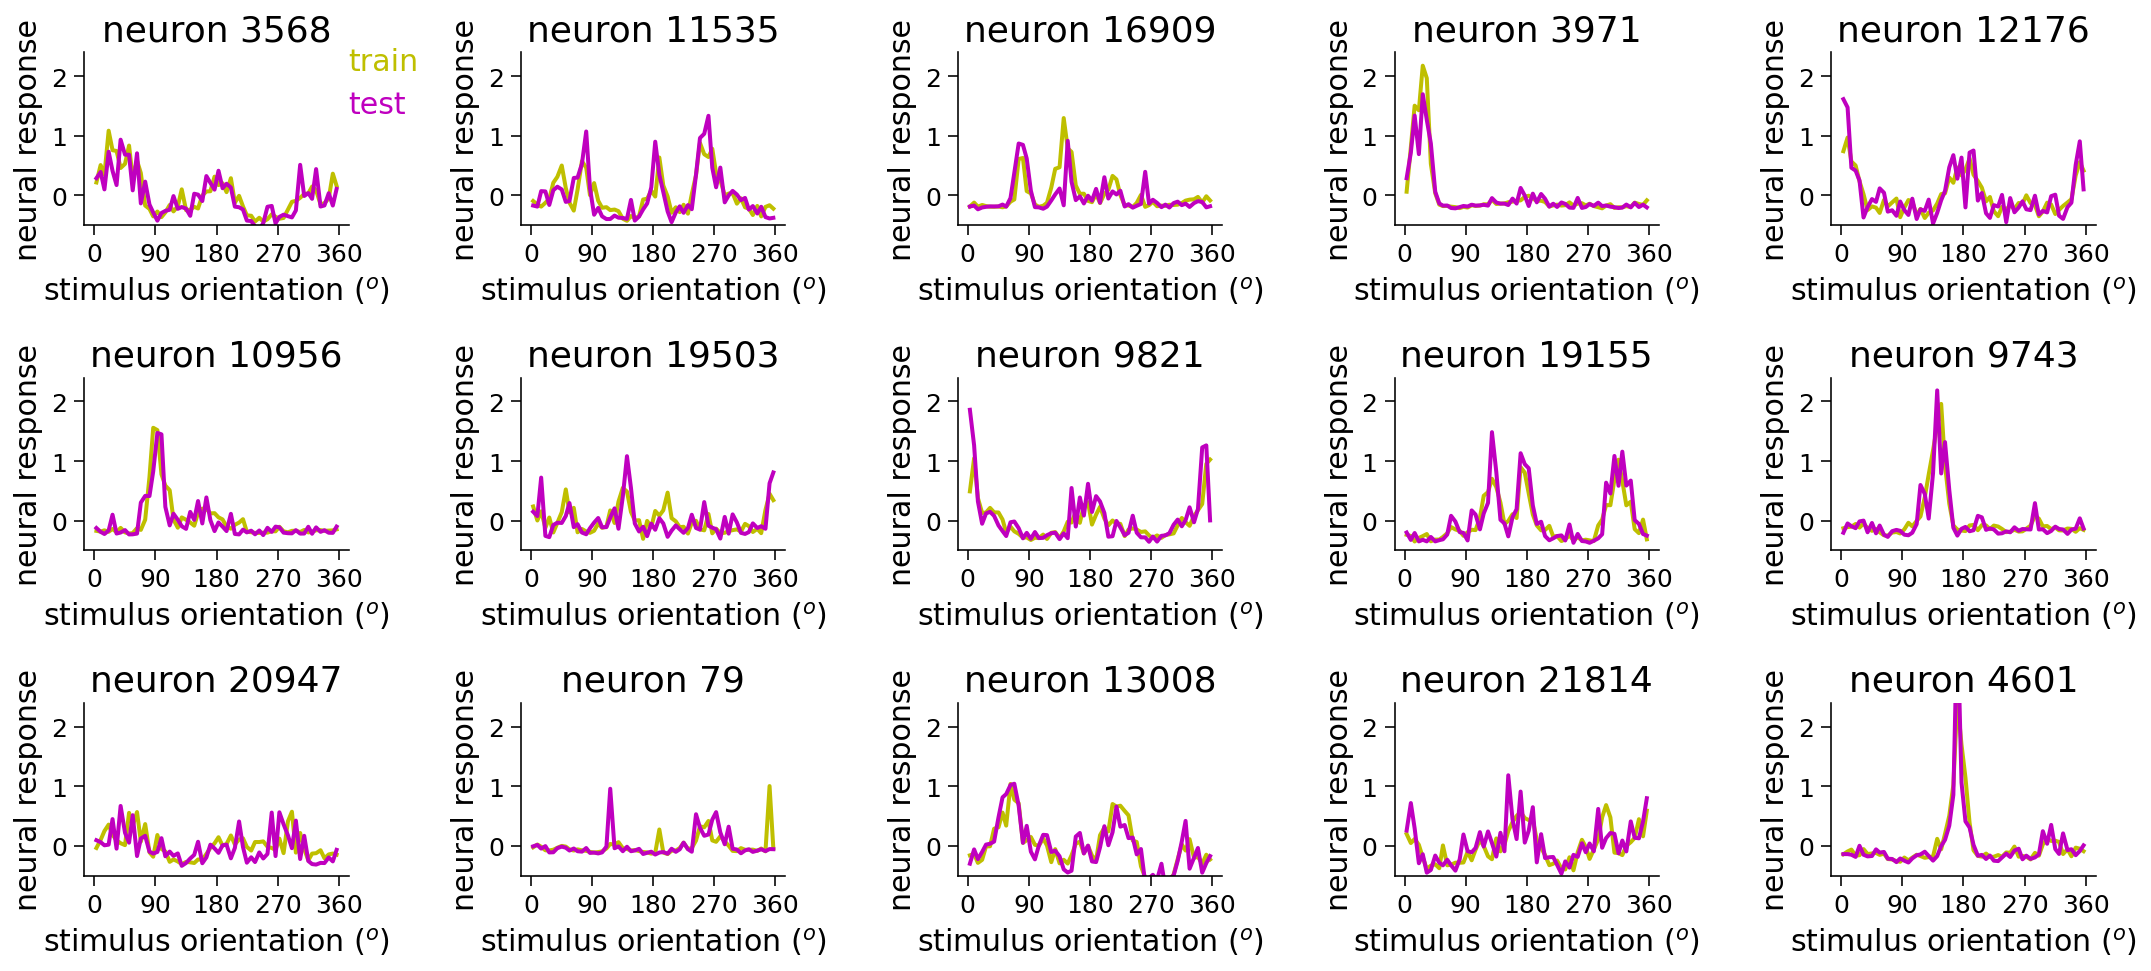 neuron 3568
train
test
neural response
2
1
0
0 90 180 270 360
stimulus orientation (o)
neuron 11535
neural response
2
1
0
0 90 180 270 360
stimulus orientation (o)
neuron 16909
neural response
2
1
0
0 90 180 270 360
stimulus orientation (o)
neuron 3971
neural response
2
1
0
0 90 180 270 360
stimulus orientation (o)
neuron 12176
neural response
2
1
0
0 90 180 270 360
stimulus orientation (o)
neuron 10956
neural response
2
1
0
0 90 180 270 360
stimulus orientation (o)
neuron 19503
neural response
2
1
0
0 90 180 270 360
stimulus orientation (o)
neuron 9821
neural response
2
1
0
0 90 180 270 360
stimulus orientation (o)
neuron 19155
neural response
2
1
0
0 90 180 270 360
stimulus orientation (o)
neuron 9743
neural response
2
1
0
0 90 180 270 360
stimulus orientation (o)
neuron 20947
neural response
2
1
0
0 90 180 270 360
stimulus orientation (o)
neuron 79
neural response
2
1
0
0 90 180 270 360
stimulus orientation (o)
neuron 13008
neural response
2
1
0
0 90 180 270 360
stimulus orientation (o)
neuron 21814
neural response
2
1
0
0 90 180 270 360
stimulus orientation (o)
neuron 4601
neural response
2
1
0
0 90 180 270 360
stimulus orientation (o)